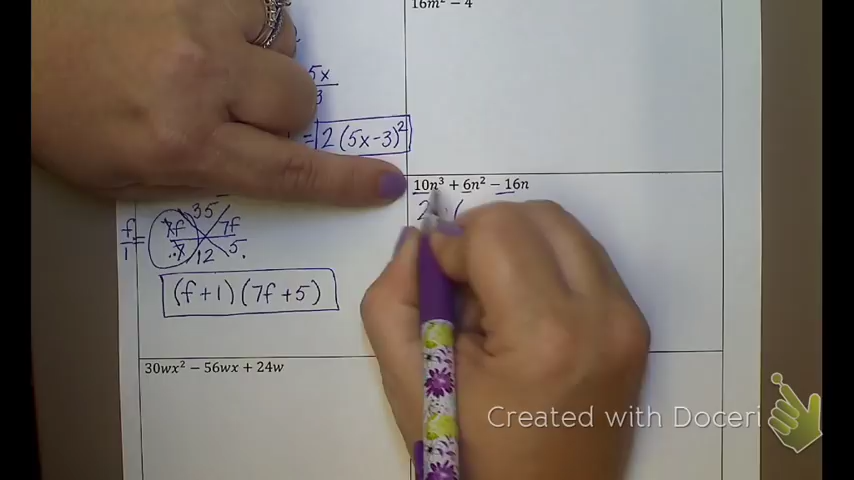 16m² − 4
5x
3
= 2(5x-3)²
10n³ + 6n² − 16n
2 (
35
f
1
=
7f
7f
7
5
12
(f+1)(7f+5)
30wx² − 56wx + 24w
Created with Doceri